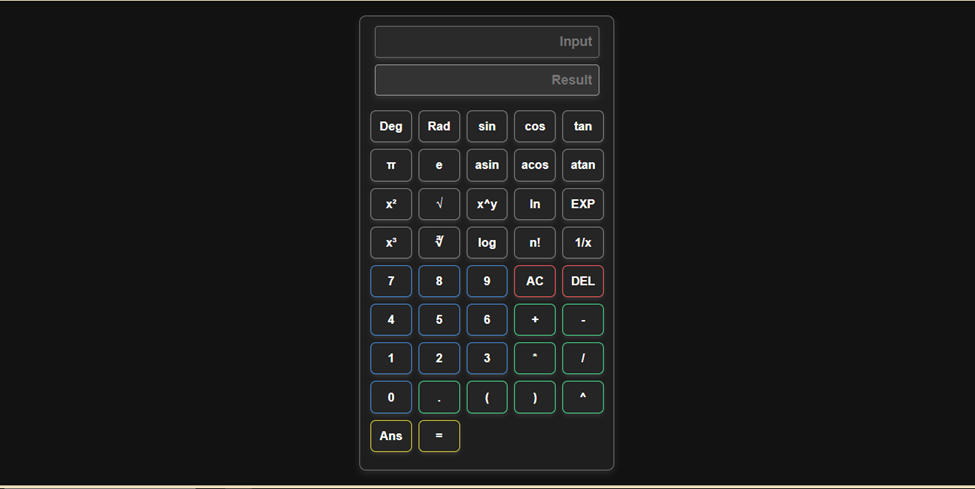 Input
Result
Deg Rad sin cos tan
π e asin acos atan
x² √ x^y ln EXP
x³ ∛ log n! 1/x
7 8 9 AC DEL
4 5 6 + -
1 2 3 * /
0 . ( ) ^
Ans =